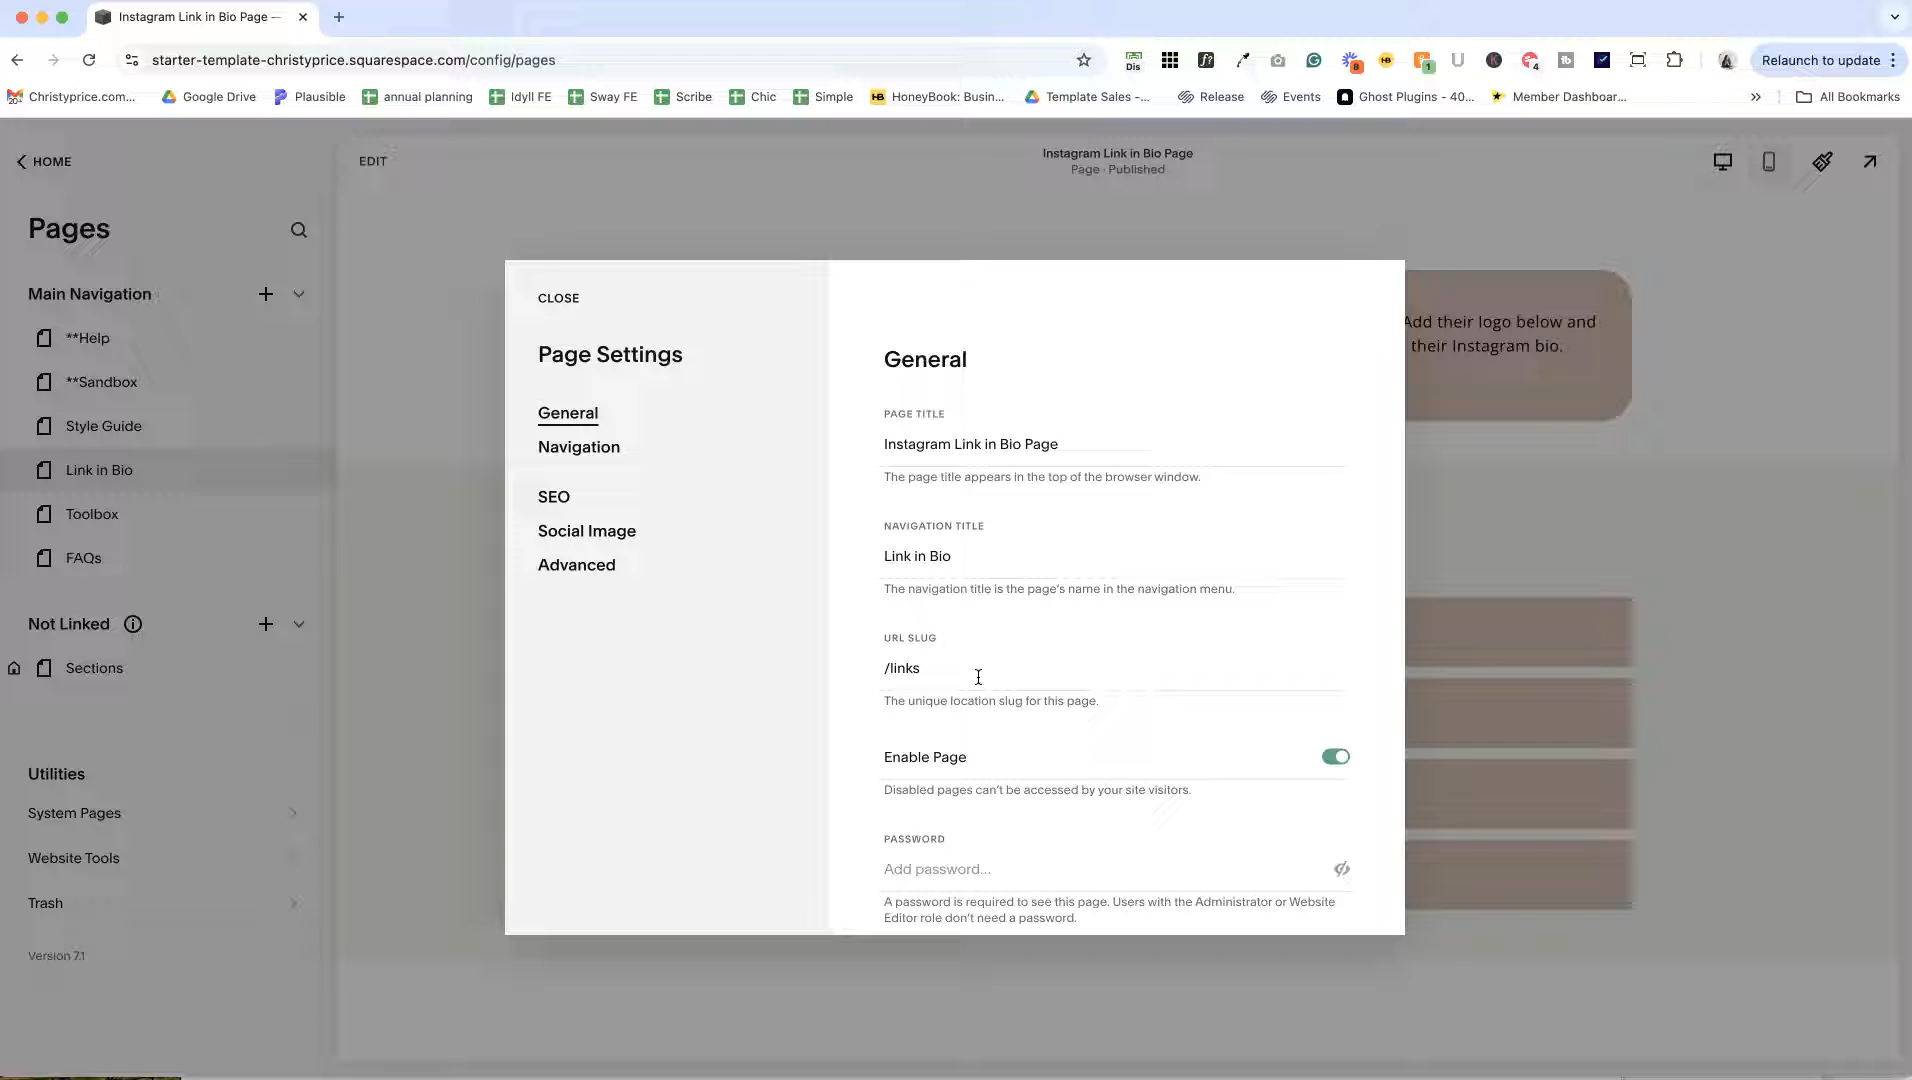 Instagram Link in Bio Page —
starter-template-christyprice.squarespace.com/config/pages
Dis
8
1
4
Relaunch to update
Christyprice.com...
Google Drive
Plausible
annual planning
Idyll FE
Sway FE
Scribe
Chic
Simple
HoneyBook: Busin...
Template Sales -...
Release
Events
Ghost Plugins - 40...
Member Dashboar...
All Bookmarks
HOME
EDIT
Instagram Link in Bio Page
Page · Published
Pages
Main Navigation
**Help
**Sandbox
Style Guide
Link in Bio
Toolbox
FAQs
Not Linked
Sections
Utilities
System Pages
Website Tools
Trash
Version 7.1
CLOSE
Page Settings
General
Navigation
SEO
Social Image
Advanced
General
PAGE TITLE
Instagram Link in Bio Page
The page title appears in the top of the browser window.
NAVIGATION TITLE
Link in Bio
The navigation title is the page's name in the navigation menu.
URL SLUG
/links
The unique location slug for this page.
Enable Page
Disabled pages can't be accessed by your site visitors.
PASSWORD
Add password...
A password is required to see this page. Users with the Administrator or Website
Editor role don't need a password.
Add their logo below and
their Instagram bio.